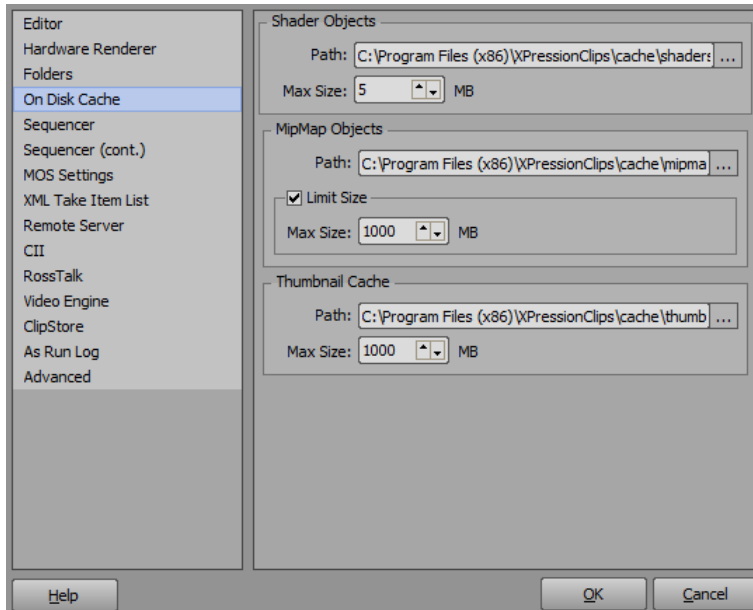 Editor
Hardware Renderer
Folders
On Disk Cache
Sequencer
Sequencer (cont.)
MOS Settings
XML Take Item List
Remote Server
CII
RossTalk
Video Engine
ClipStore
As Run Log
Advanced
Shader Objects
Path: C:\Program Files (x86)\XPressionClips\cache\shaders ...
Max Size: 5 MB
MipMap Objects
Path: C:\Program Files (x86)\XPressionClips\cache\mipma ...
Limit Size
Max Size: 1000 MB
Thumbnail Cache
Path: C:\Program Files (x86)\XPressionClips\cache\thumb ...
Max Size: 1000 MB
Help OK Cancel